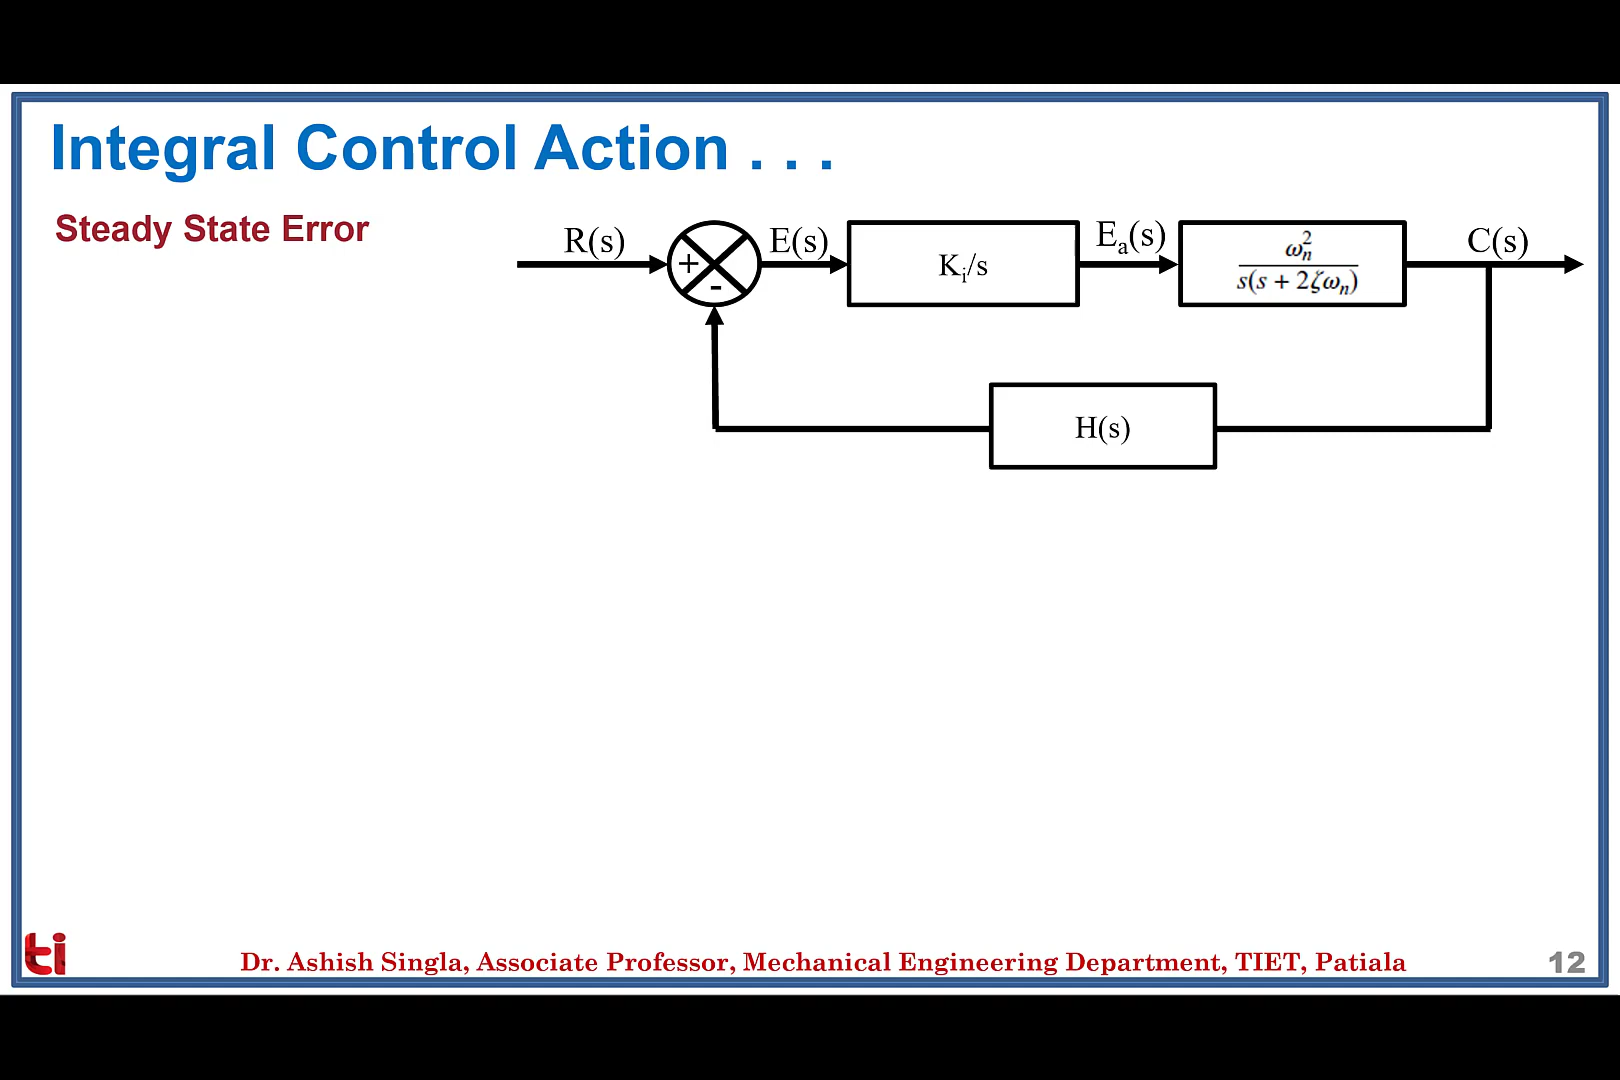 Integral Control Action . . .
Steady State Error
R(s)
+
-
E(s)
Kᵢ/s
Eₐ(s)
ωₙ²
s(s + 2ζωₙ)
C(s)
H(s)
ti
Dr. Ashish Singla, Associate Professor, Mechanical Engineering Department, TIET, Patiala
12